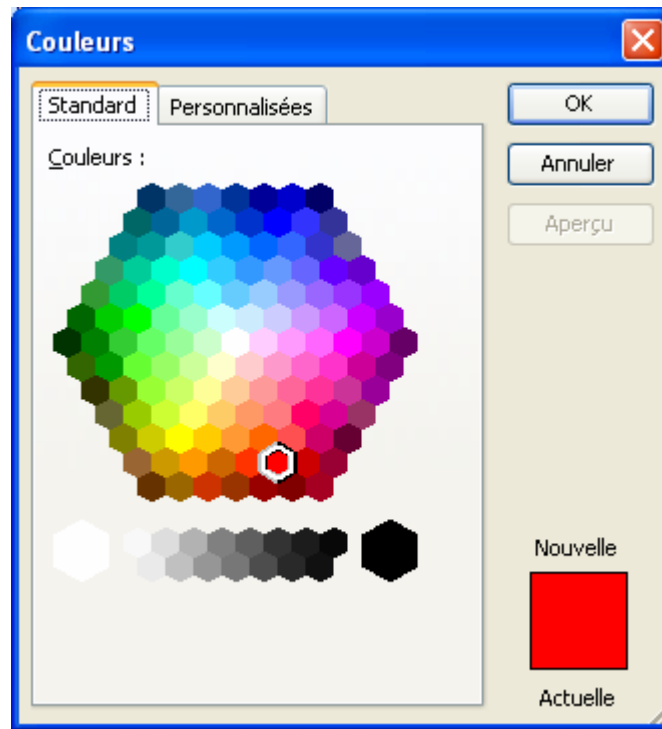 Couleurs
Standard
Personnalisées
Couleurs :
OK
Annuler
Aperçu
Nouvelle
Actuelle